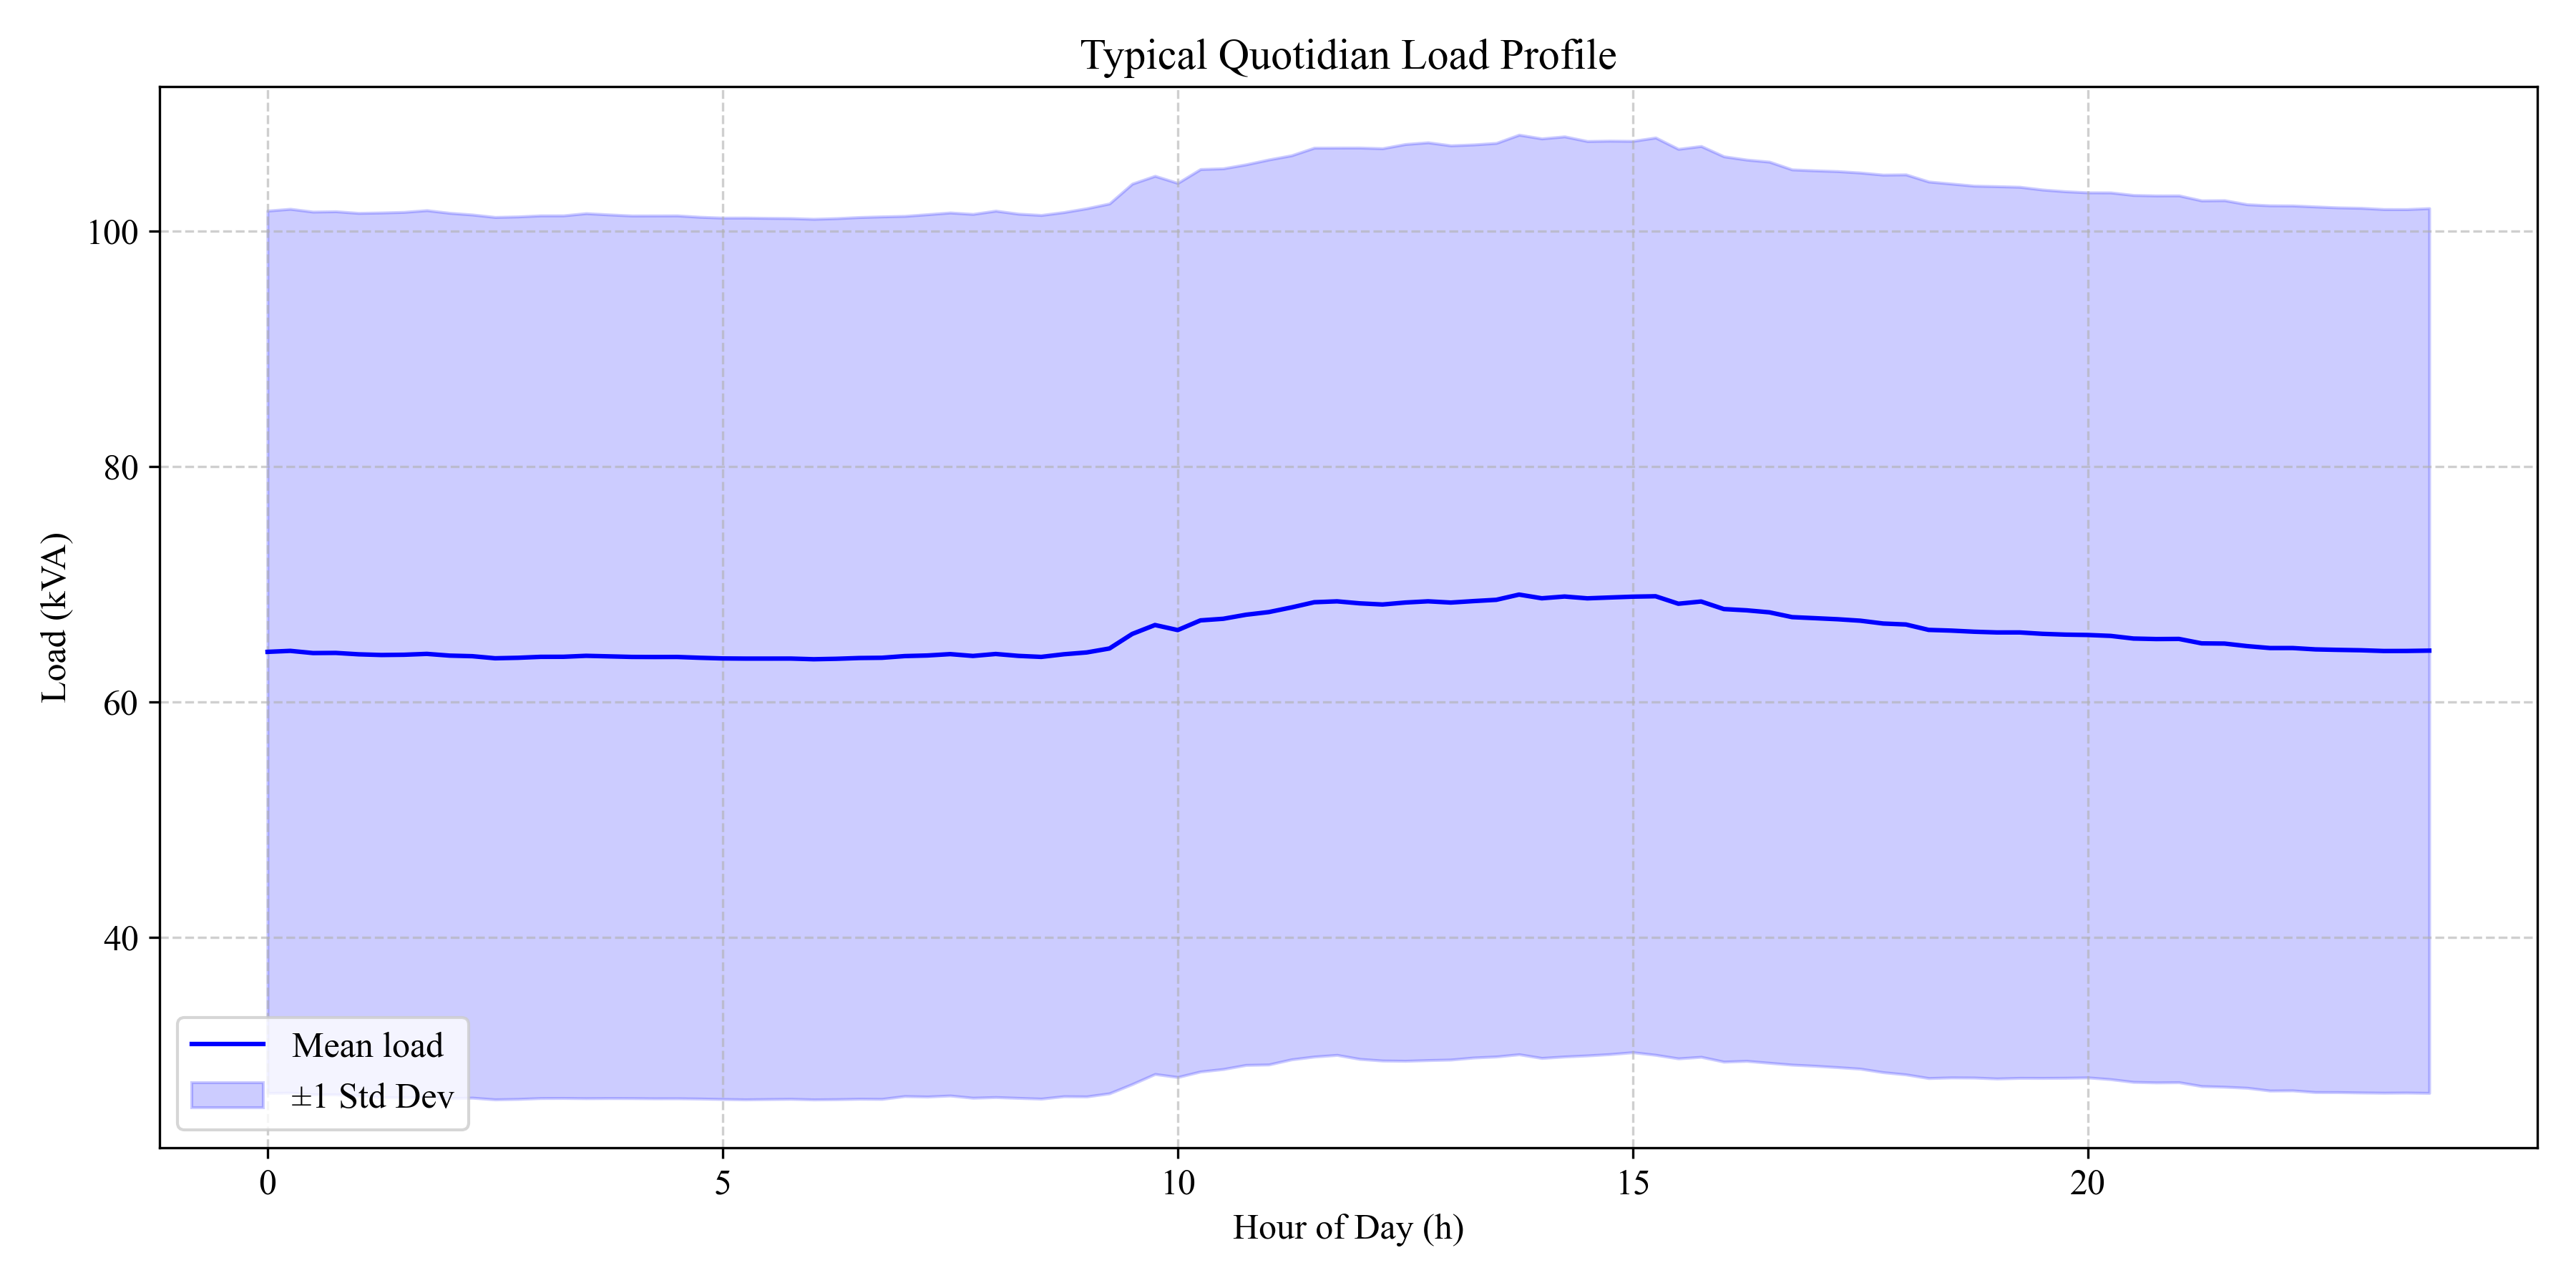 Typical Quotidian Load Profile
Load (kVA)
100
80
60
40
Mean load
±1 Std Dev
0 5 10 15 20
Hour of Day (h)